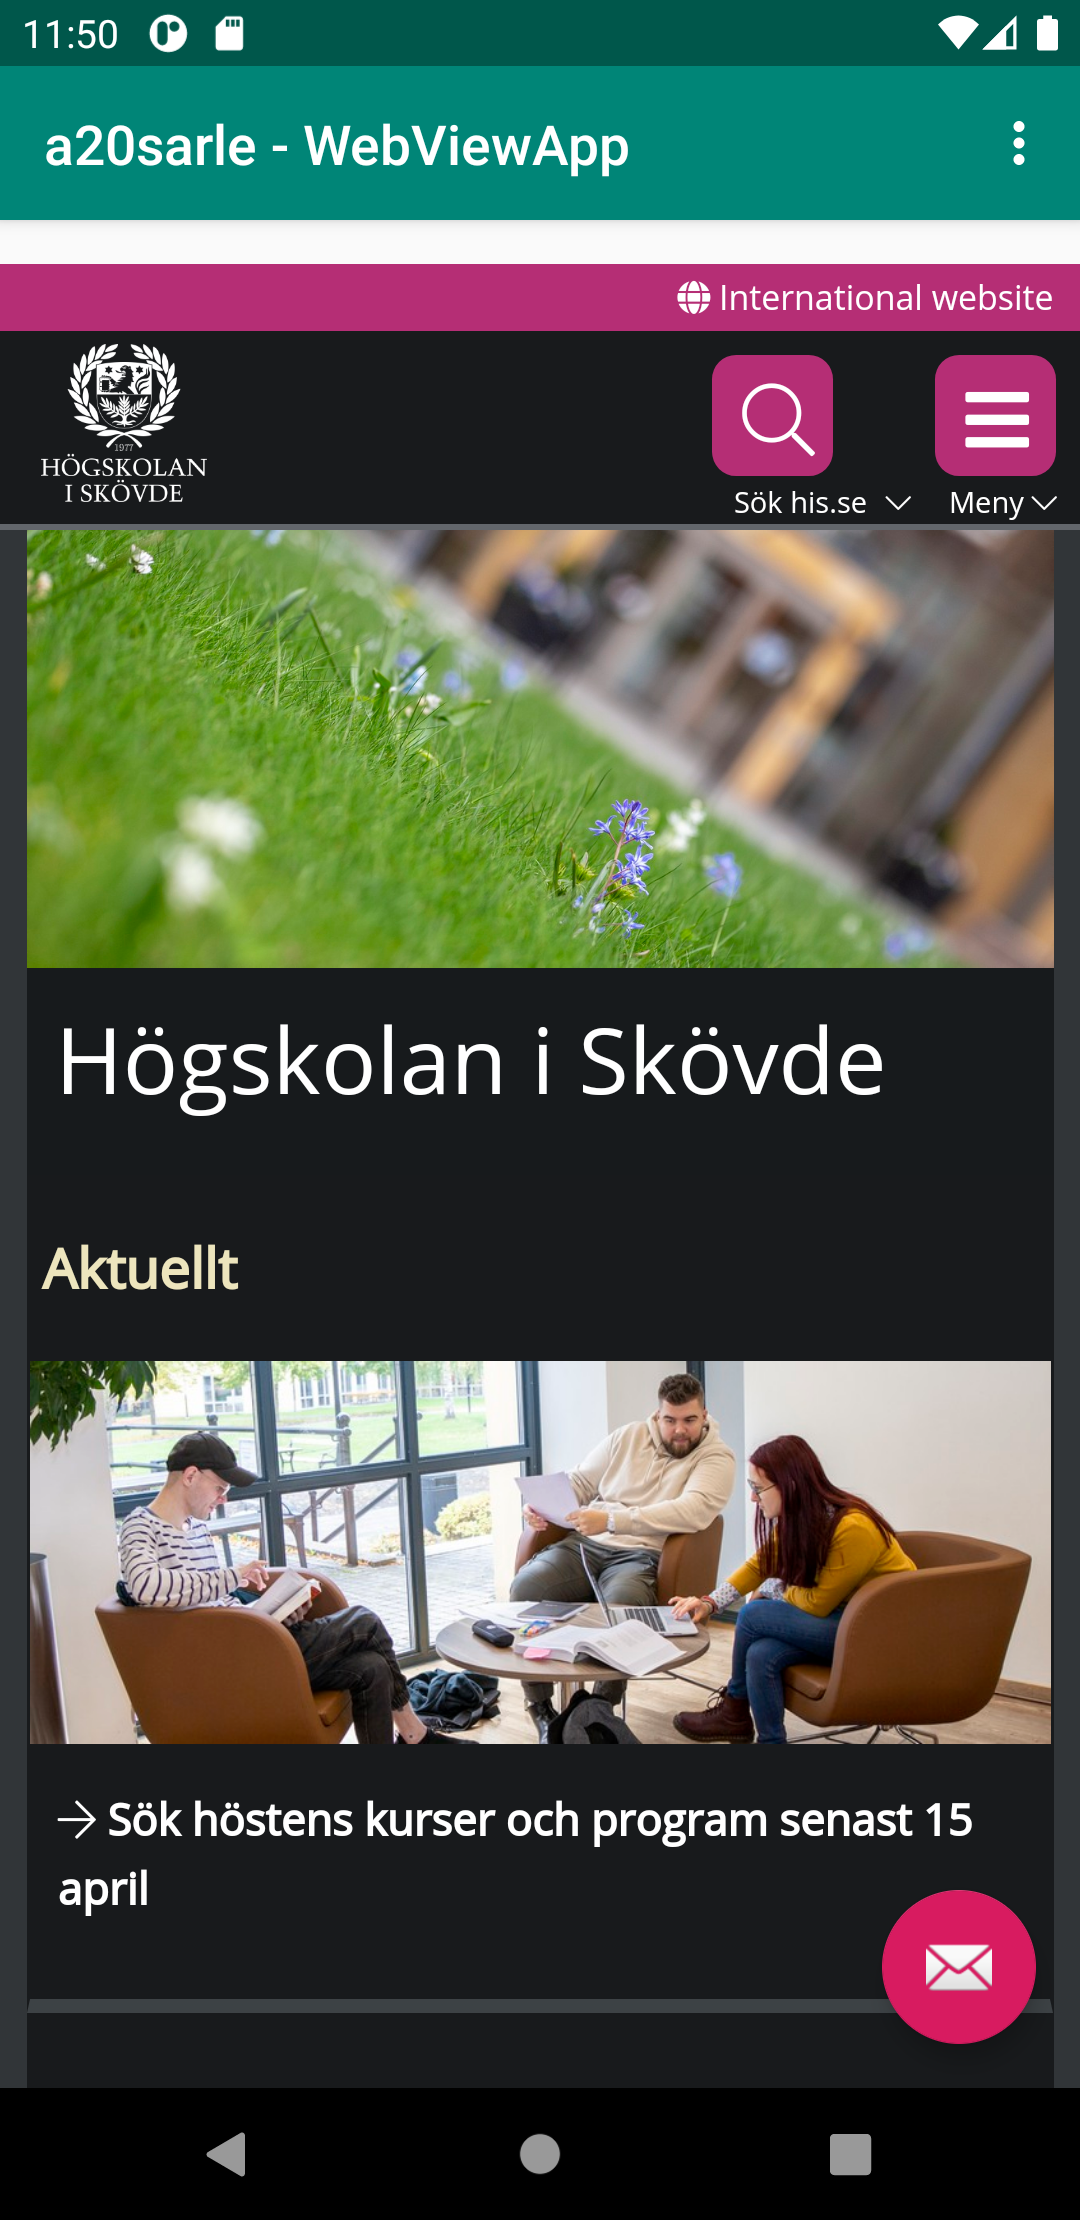 11:50
a20sarle - WebViewApp
International website
1977
HÖGSKOLAN
I SKÖVDE
Sök his.se
Meny
Högskolan i Skövde
Aktuellt
Sök höstens kurser och program senast 15
april